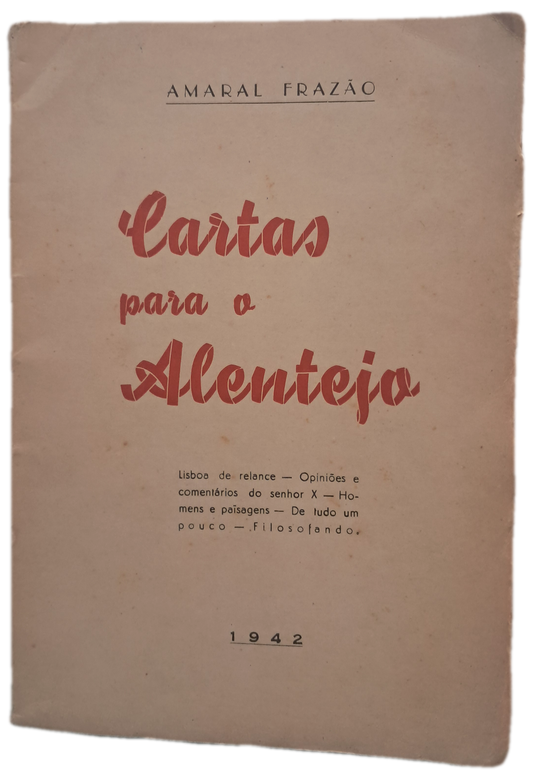 AMARAL FRAZÃO
Cartas
para o
Alentejo
Lisboa de relance — Opiniões e
comentários do senhor X — Ho-
mens e paisagens — De tudo um
pouco — Filosofando.
1942